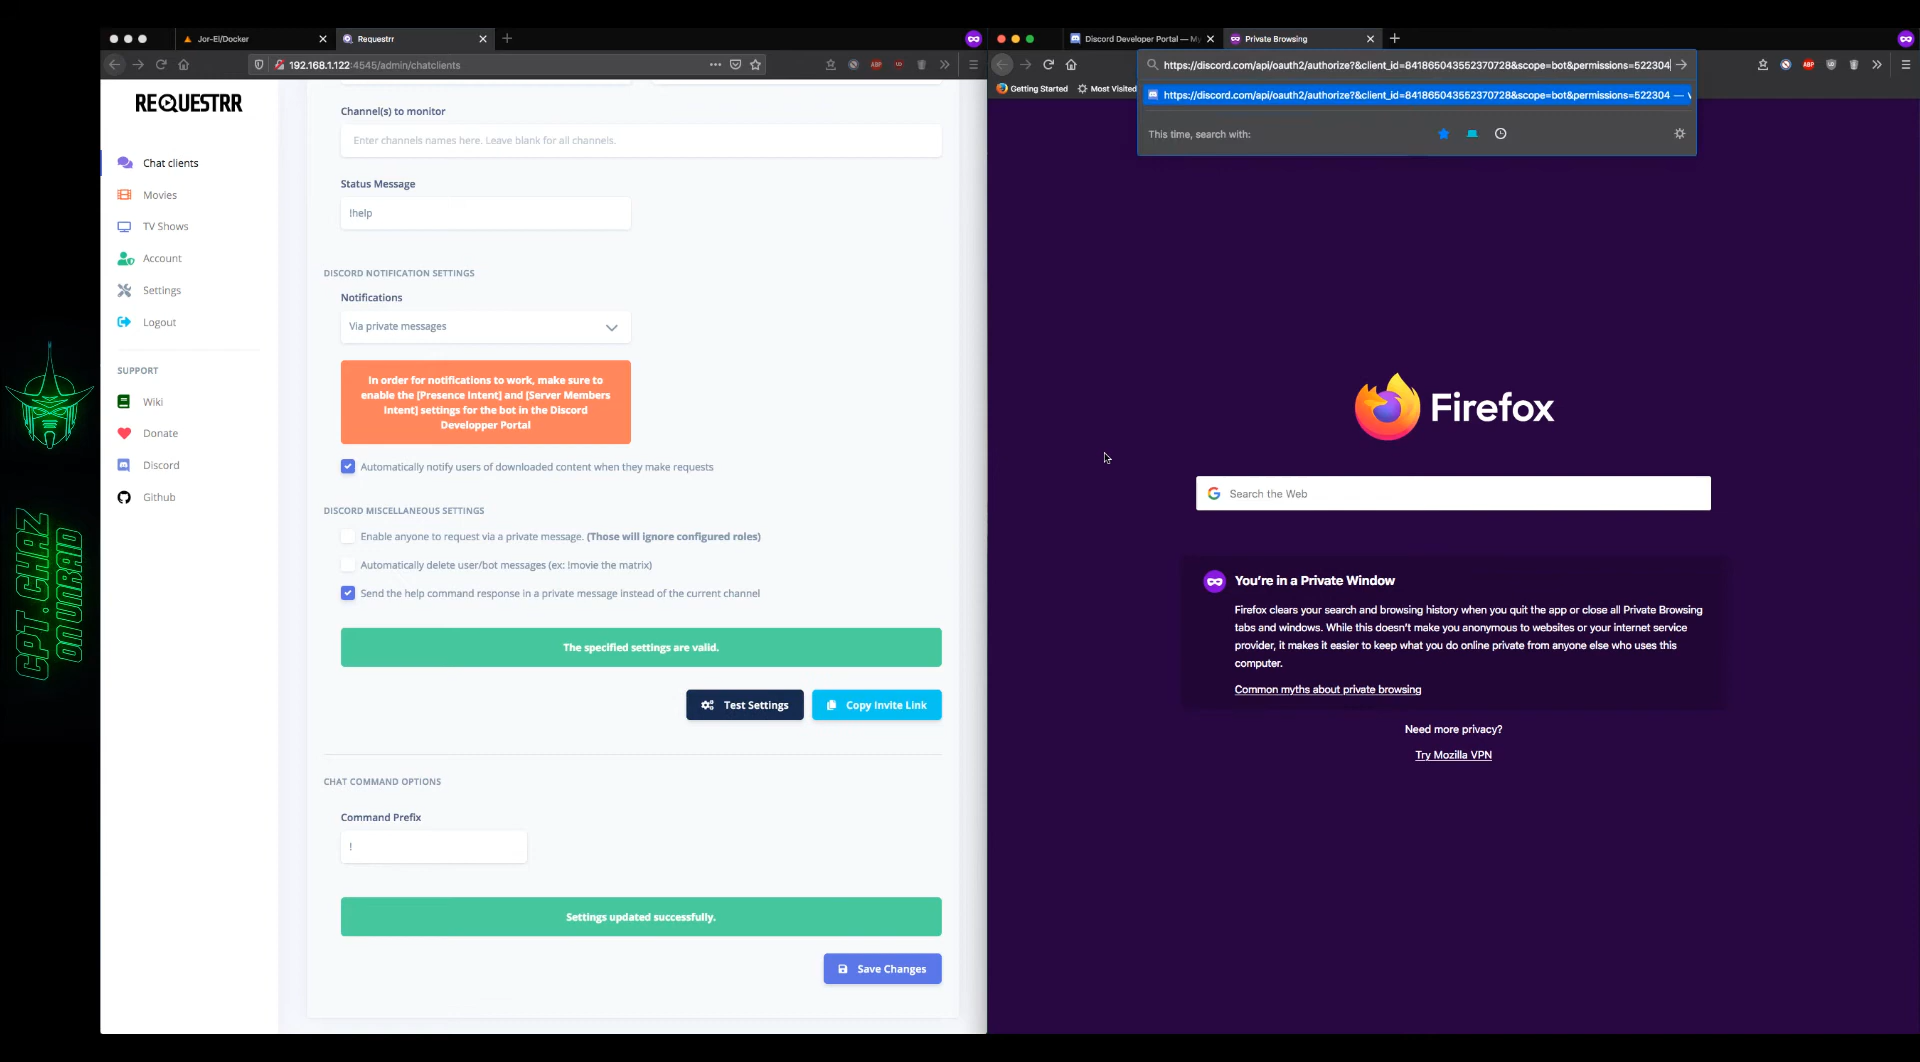 Jor-El/Docker
Requestrr
192.168.1.122:4545/admin/chatclients
REQUESTRR
Chat clients
Movies
TV Shows
Account
Settings
Logout
SUPPORT
Wiki
Donate
Discord
Github
CPT.CHAZ
ON UNRAID
Channel(s) to monitor
Enter channels names here. Leave blank for all channels.
Status Message
!help
DISCORD NOTIFICATION SETTINGS
Notifications
Via private messages
In order for notifications to work, make sure to
enable the [Presence Intent] and [Server Members
Intent] settings for the bot in the Discord
Developper Portal
Automatically notify users of downloaded content when they make requests
DISCORD MISCELLANEOUS SETTINGS
Enable anyone to request via a private message. (Those will ignore configured roles)
Automatically delete user/bot messages (ex: !movie the matrix)
Send the help command response in a private message instead of the current channel
The specified settings are valid.
Test Settings
Copy Invite Link
CHAT COMMAND OPTIONS
Command Prefix
!
Settings updated successfully.
Save Changes
Discord Developer Portal — My
Private Browsing
https://discord.com/api/oauth2/authorize?&client_id=841865043552370728&scope=bot&permissions=522304
Getting Started
Most Visited
https://discord.com/api/oauth2/authorize?&client_id=841865043552370728&scope=bot&permissions=522304 —
This time, search with:
ABP
ABP
Firefox
Search the Web
You're in a Private Window
Firefox clears your search and browsing history when you quit the app or close all Private Browsing
tabs and windows. While this doesn't make you anonymous to websites or your internet service
provider, it makes it easier to keep what you do online private from anyone else who uses this
computer.
Common myths about private browsing
Need more privacy?
Try Mozilla VPN